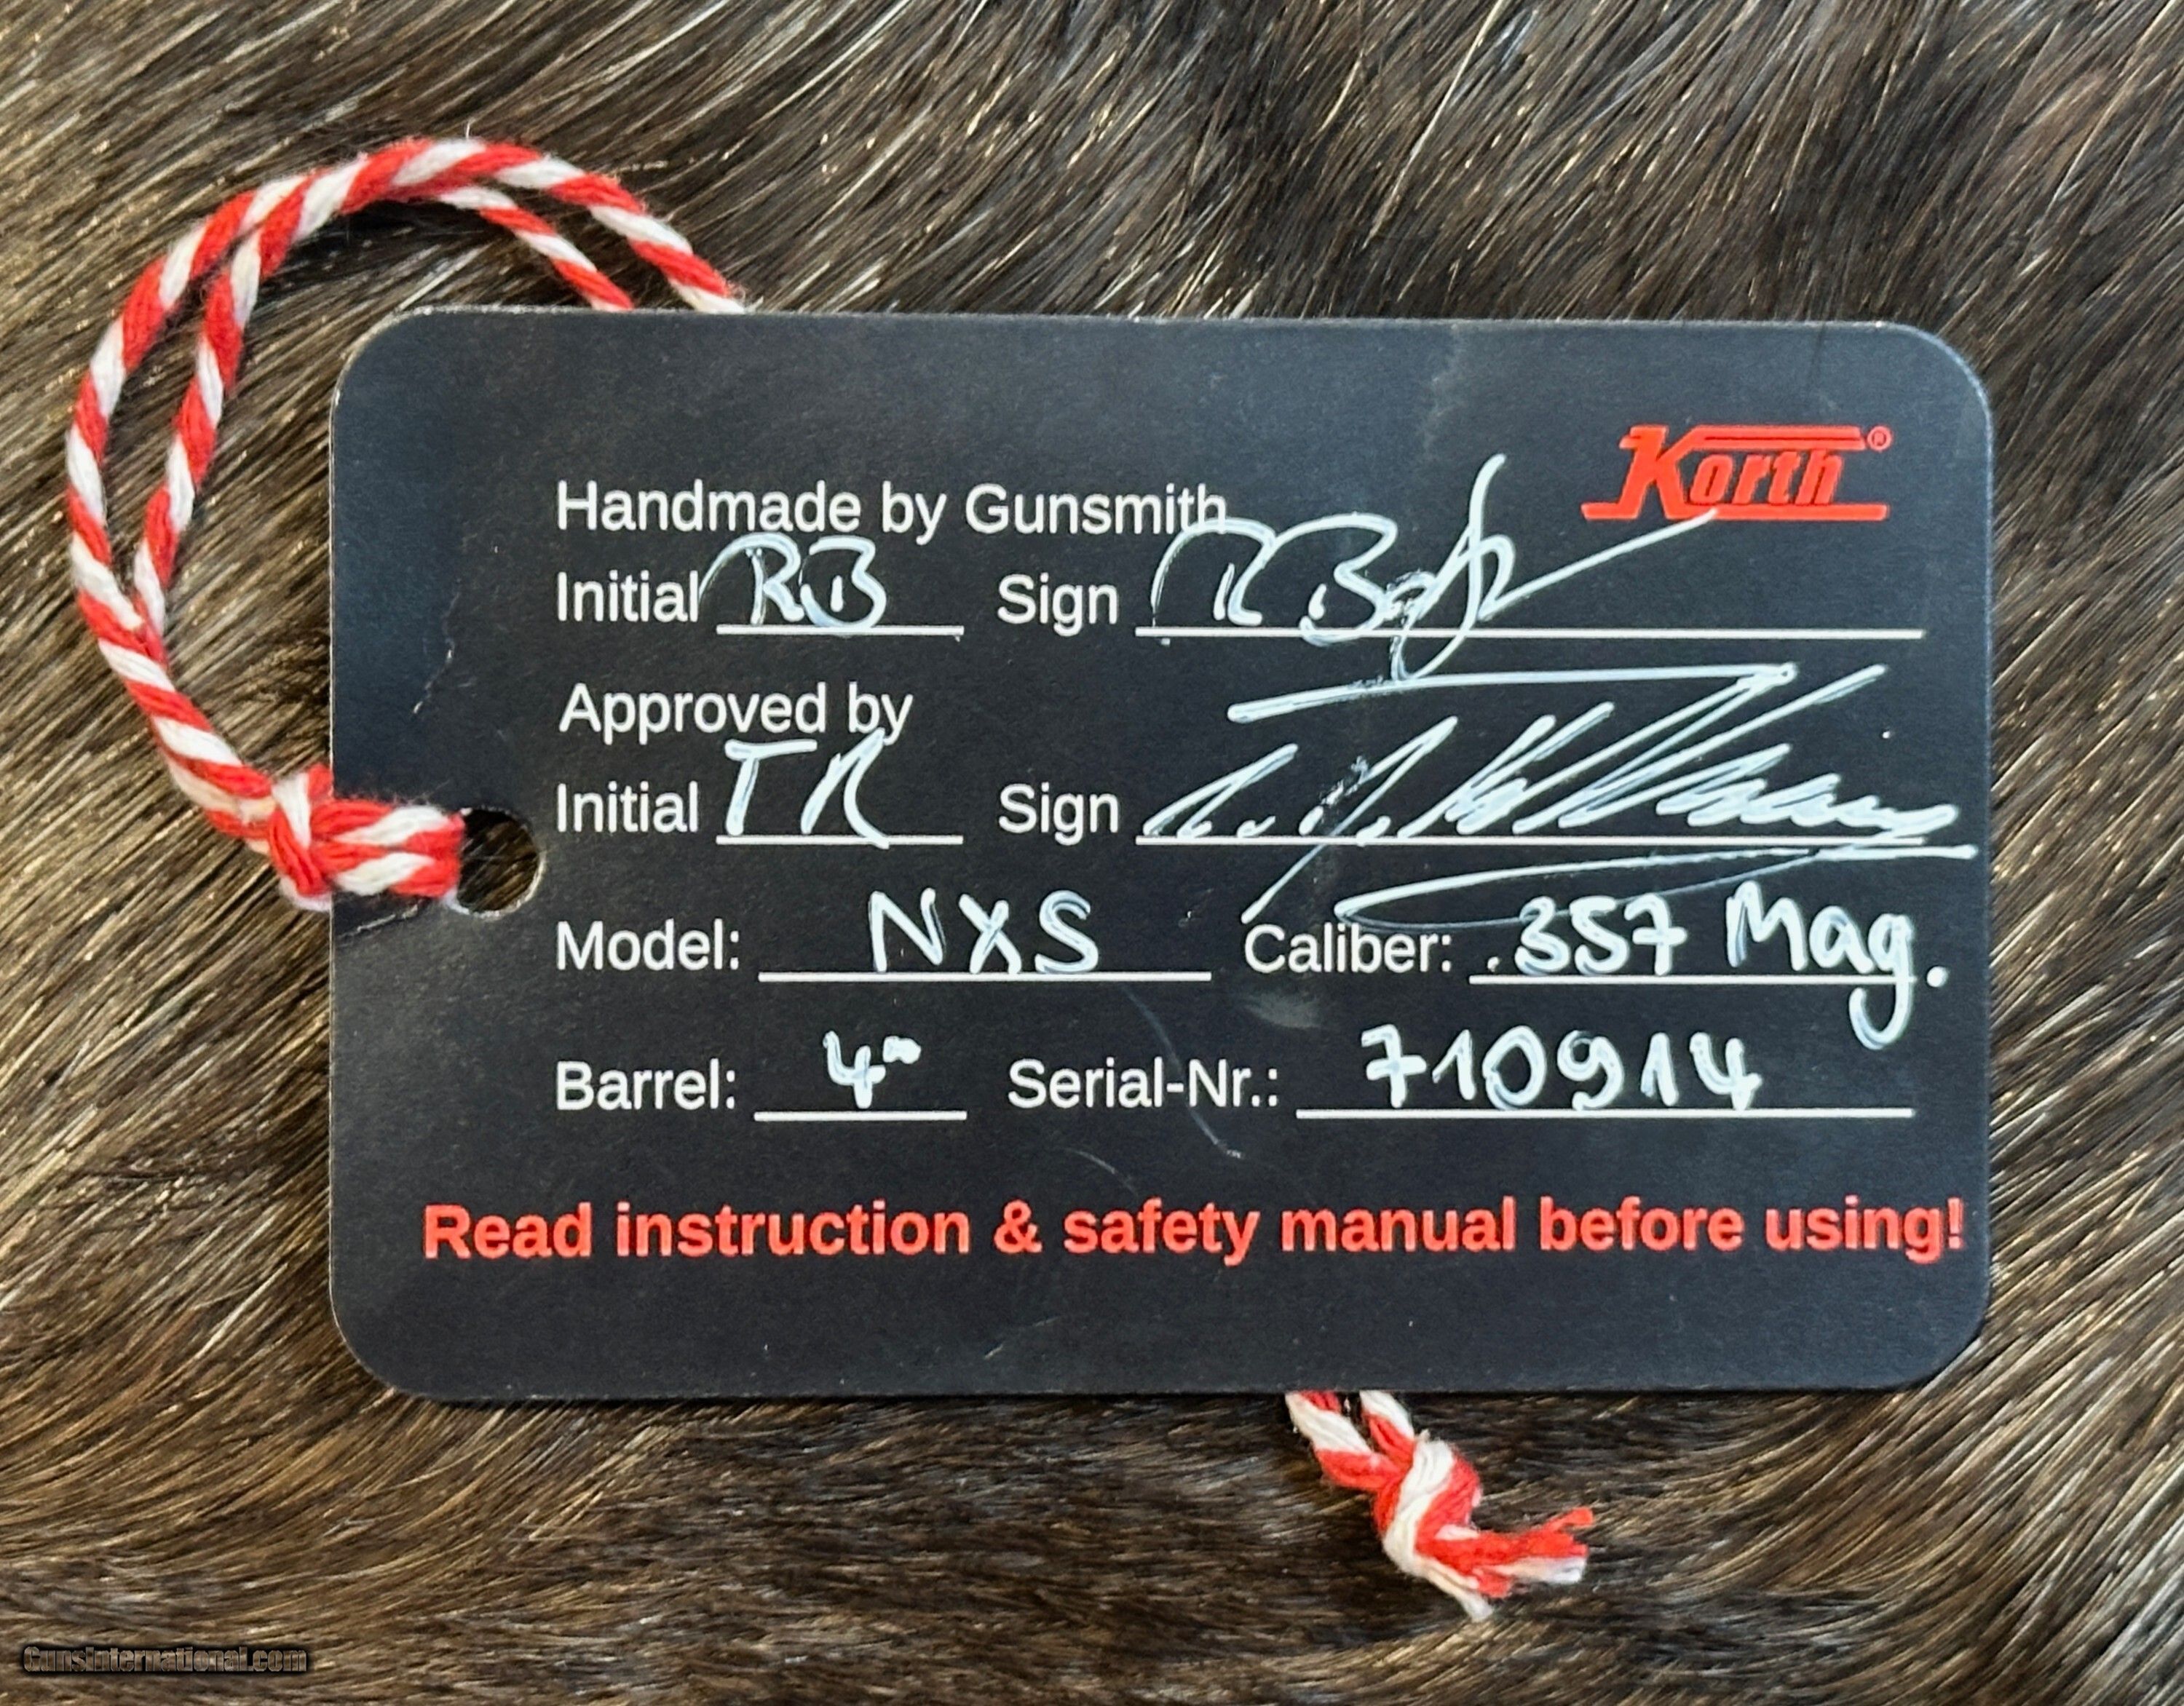 Korth®
Handmade by Gunsmith
Initial RB Sign
Approved by
Initial TR Sign
Model: NXS Caliber: .357 Mag.
Barrel: 4" Serial-Nr.: 710914
Read instruction & safety manual before using!
GunsInternational.com